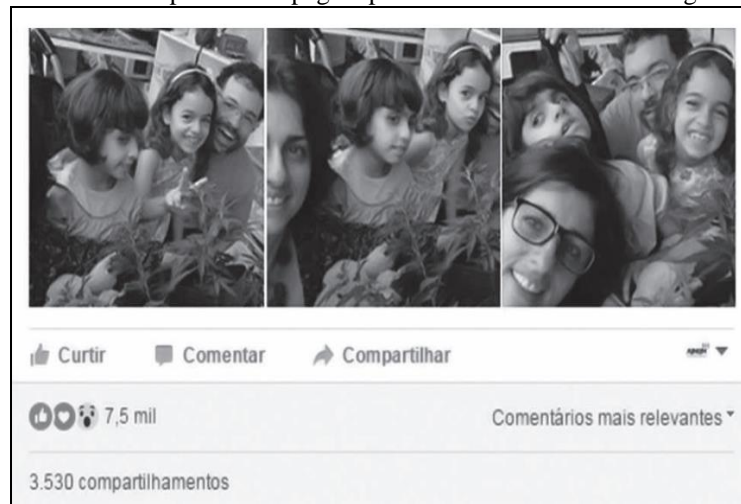 Curtir Comentar Compartilhar
7,5 mil Comentários mais relevantes
3.530 compartilhamentos